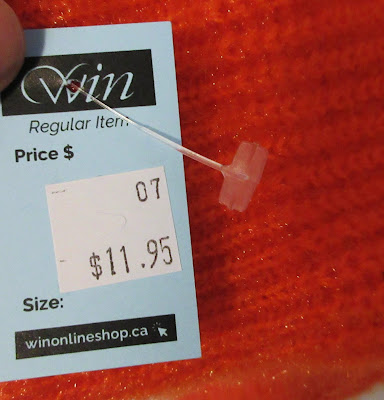 Win
Regular Item
Price $
07
$11.95
Size:
winonlineshop.ca